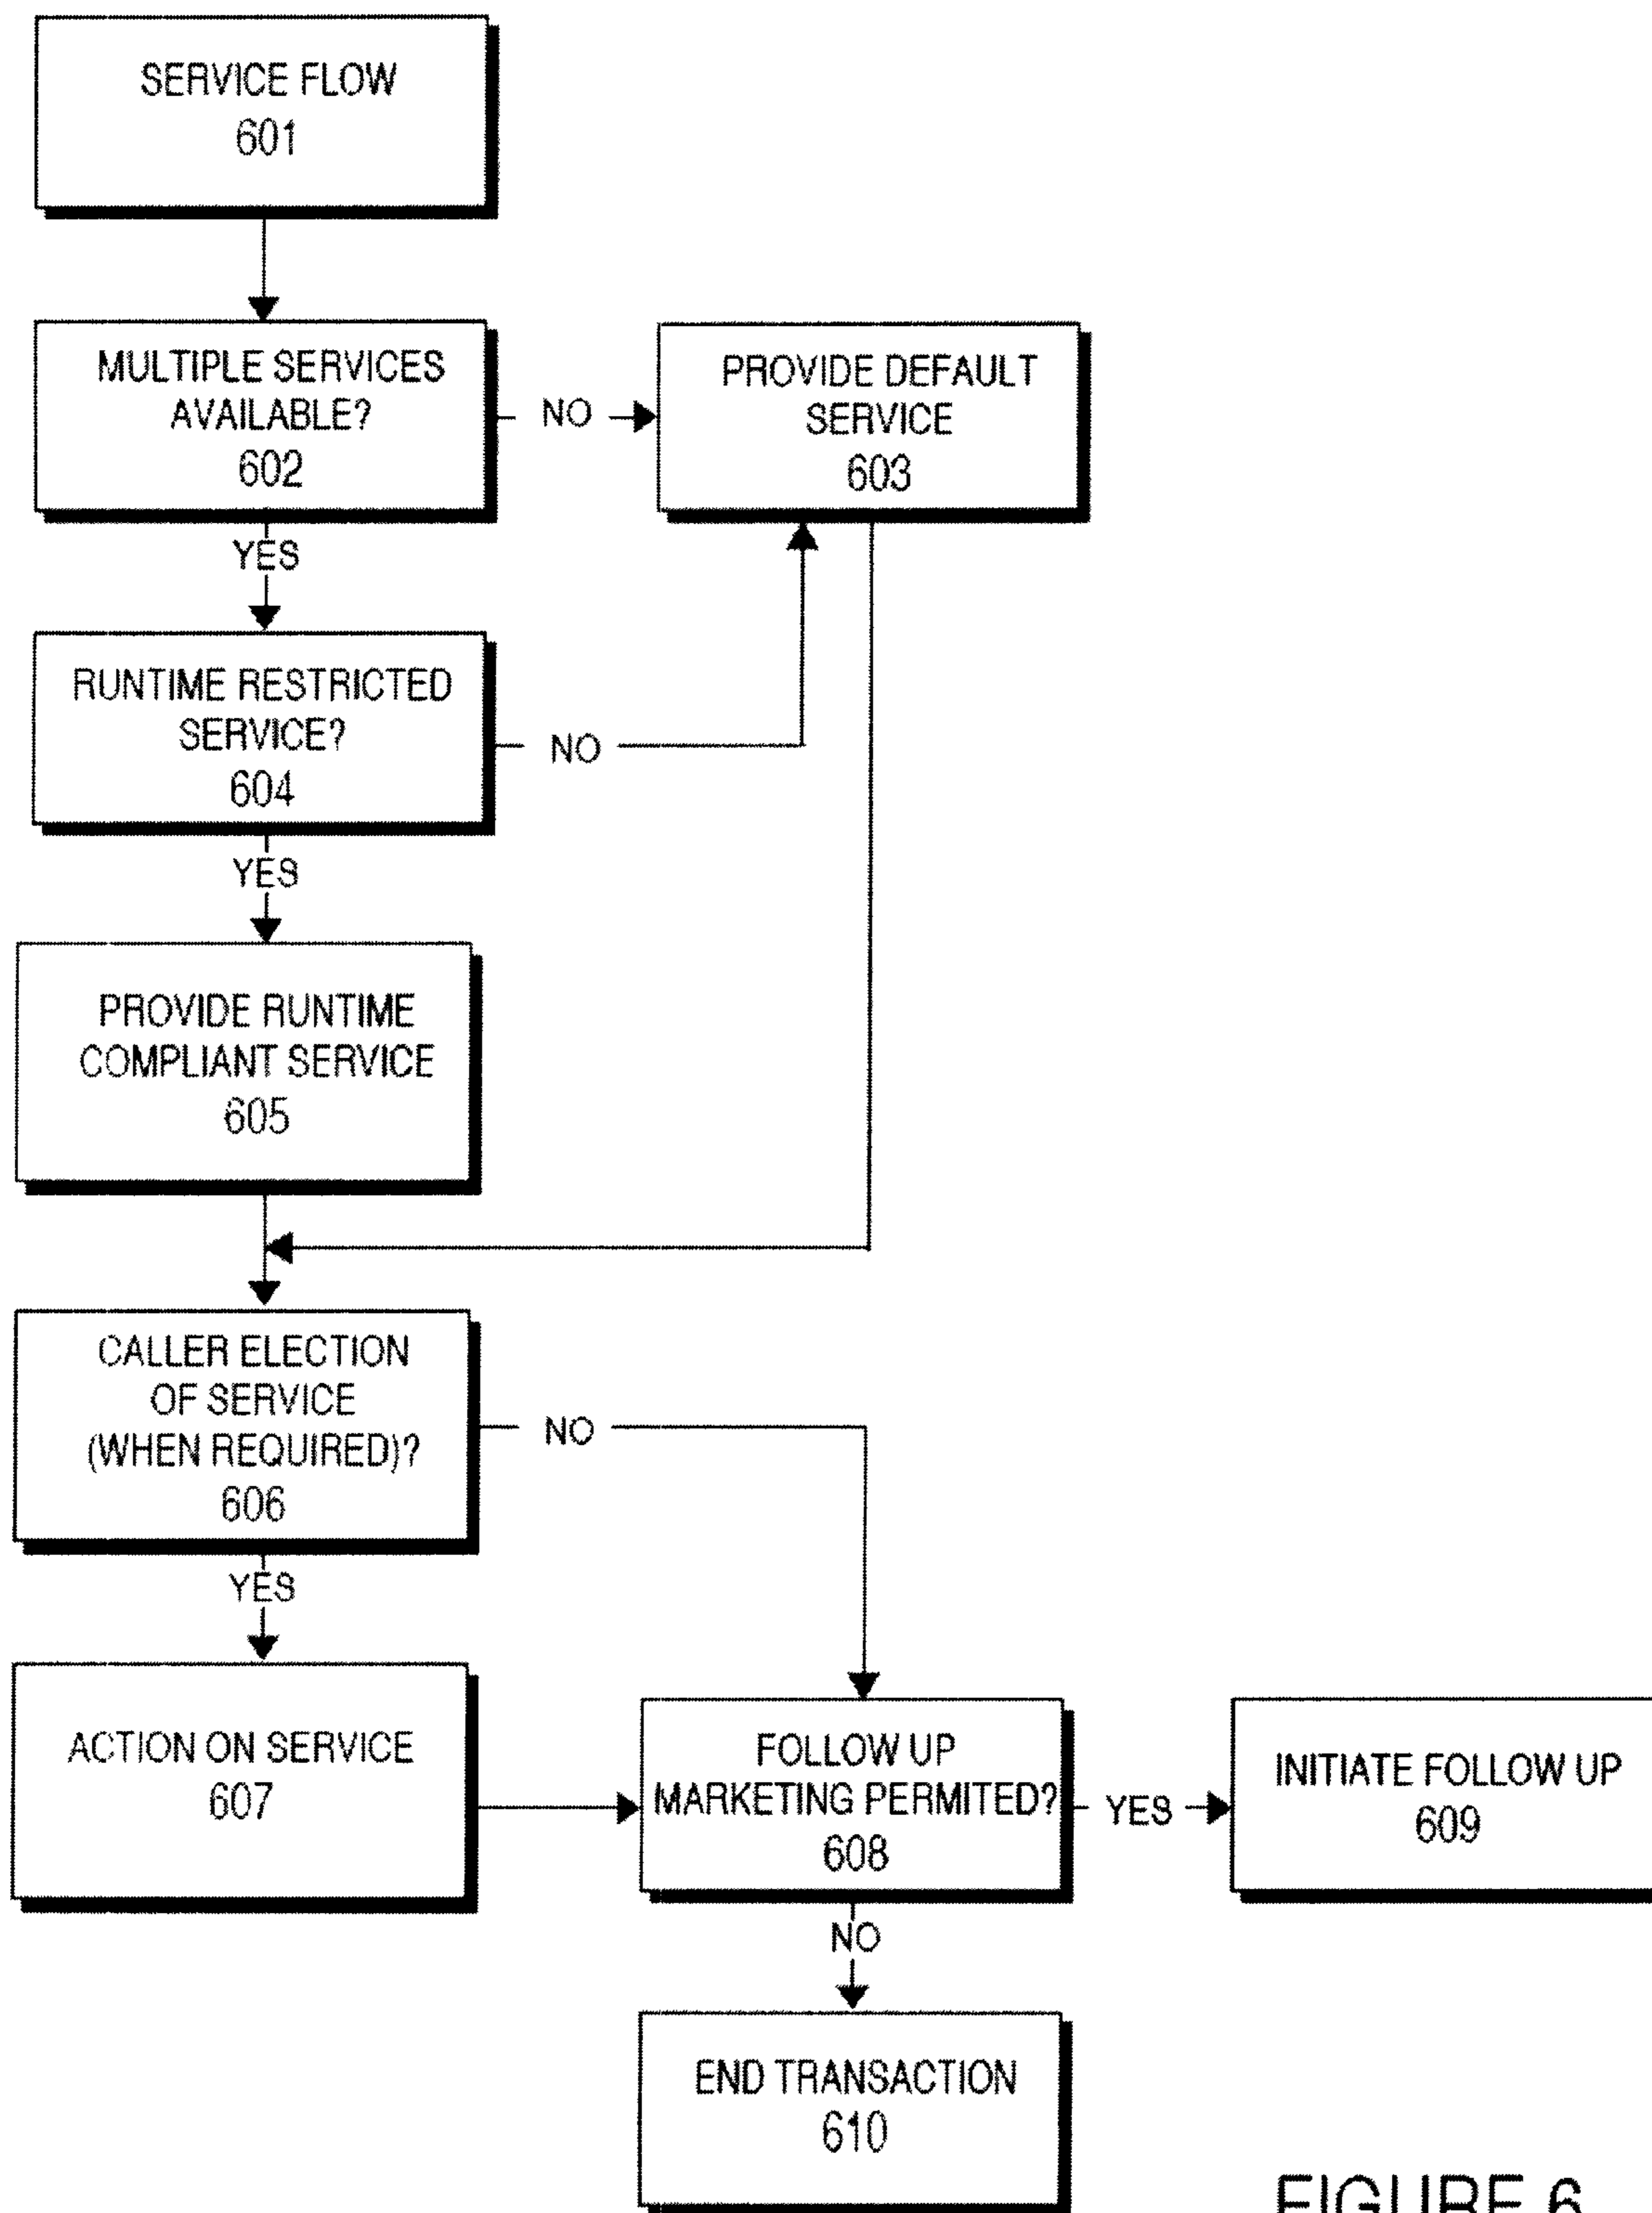 SERVICE FLOW
601
MULTIPLE SERVICES
AVAILABLE?
602
NO
PROVIDE DEFAULT
SERVICE
603
YES
RUNTIME RESTRICTED
SERVICE?
604
NO
YES
PROVIDE RUNTIME
COMPLIANT SERVICE
605
CALLER ELECTION
OF SERVICE
(WHEN REQUIRED)?
606
NO
YES
ACTION ON SERVICE
607
FOLLOW UP
MARKETING PERMITED?
608
YES
INITIATE FOLLOW UP
609
NO
END TRANSACTION
610
FIGURE 6